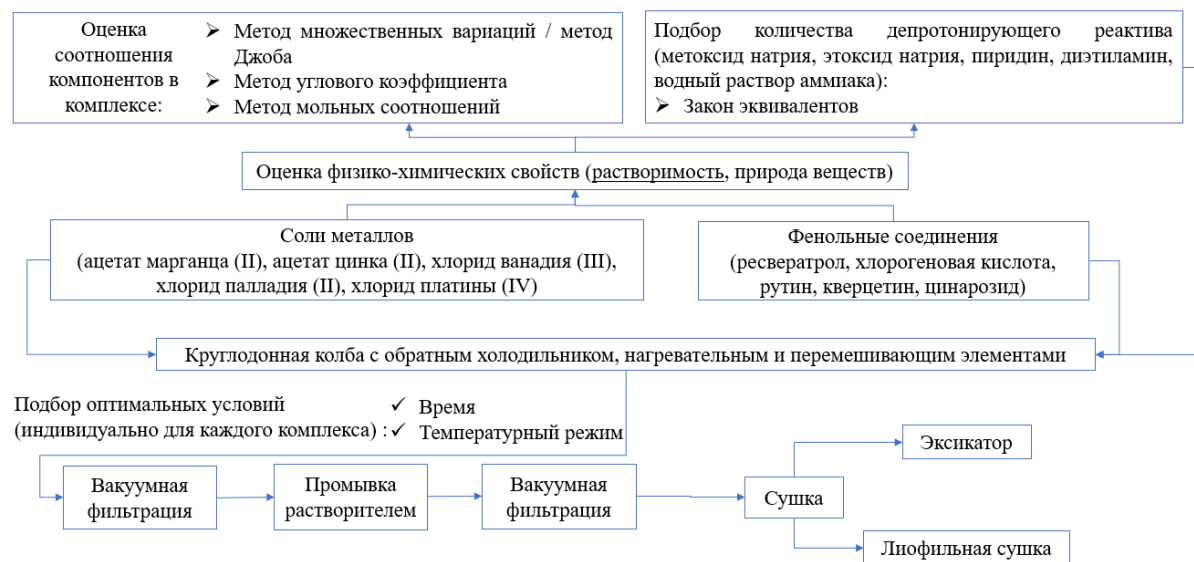 Оценка
соотношения
компонентов в
комплексе:
➢ Метод множественных вариаций / метод
Джоба
➢ Метод углового коэффициента
➢ Метод мольных соотношений
Подбор количества депротонирующего реактива
(метоксид натрия, этоксид натрия, пиридин, диэтиламин,
водный раствор аммиака):
➢ Закон эквивалентов
Оценка физико-химических свойств (растворимость, природа веществ)
Соли металлов
(ацетат марганца (II), ацетат цинка (II), хлорид ванадия (III),
хлорид палладия (II), хлорид платины (IV)
Фенольные соединения
(ресвератрол, хлорогеновая кислота,
рутин, кверцетин, цинарозид)
Круглодонная колба с обратным холодильником, нагревательным и перемешивающим элементами
Подбор оптимальных условий
(индивидуально для каждого комплекса) :
✓ Время
✓ Температурный режим
Вакуумная
фильтрация
Промывка
растворителем
Вакуумная
фильтрация
Сушка
Эксикатор
Лиофильная сушка